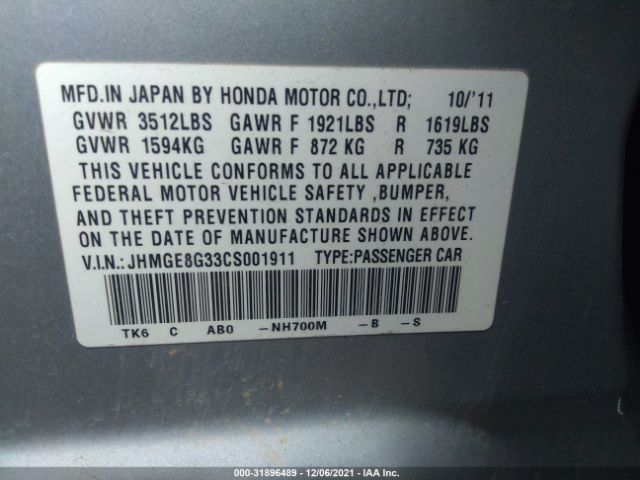 MFD.IN JAPAN BY HONDA MOTOR CO.,LTD; 10/'11
GVWR 3512LBS GAWR F 1921LBS R 1619LBS
GVWR 1594KG GAWR F 872 KG R 735 KG
THIS VEHICLE CONFORMS TO ALL APPLICABLE
FEDERAL MOTOR VEHICLE SAFETY ,BUMPER,
AND THEFT PREVENTION STANDARDS IN EFFECT
ON THE DATE OF MANUFACTURE SHOWN ABOVE.
V.I.N.:JHMGE8G33CS001911 TYPE:PASSENGER CAR
TK6 C AB0 -NH700M -B -S
000-31896489 - 12/06/2021 - IAA Inc.